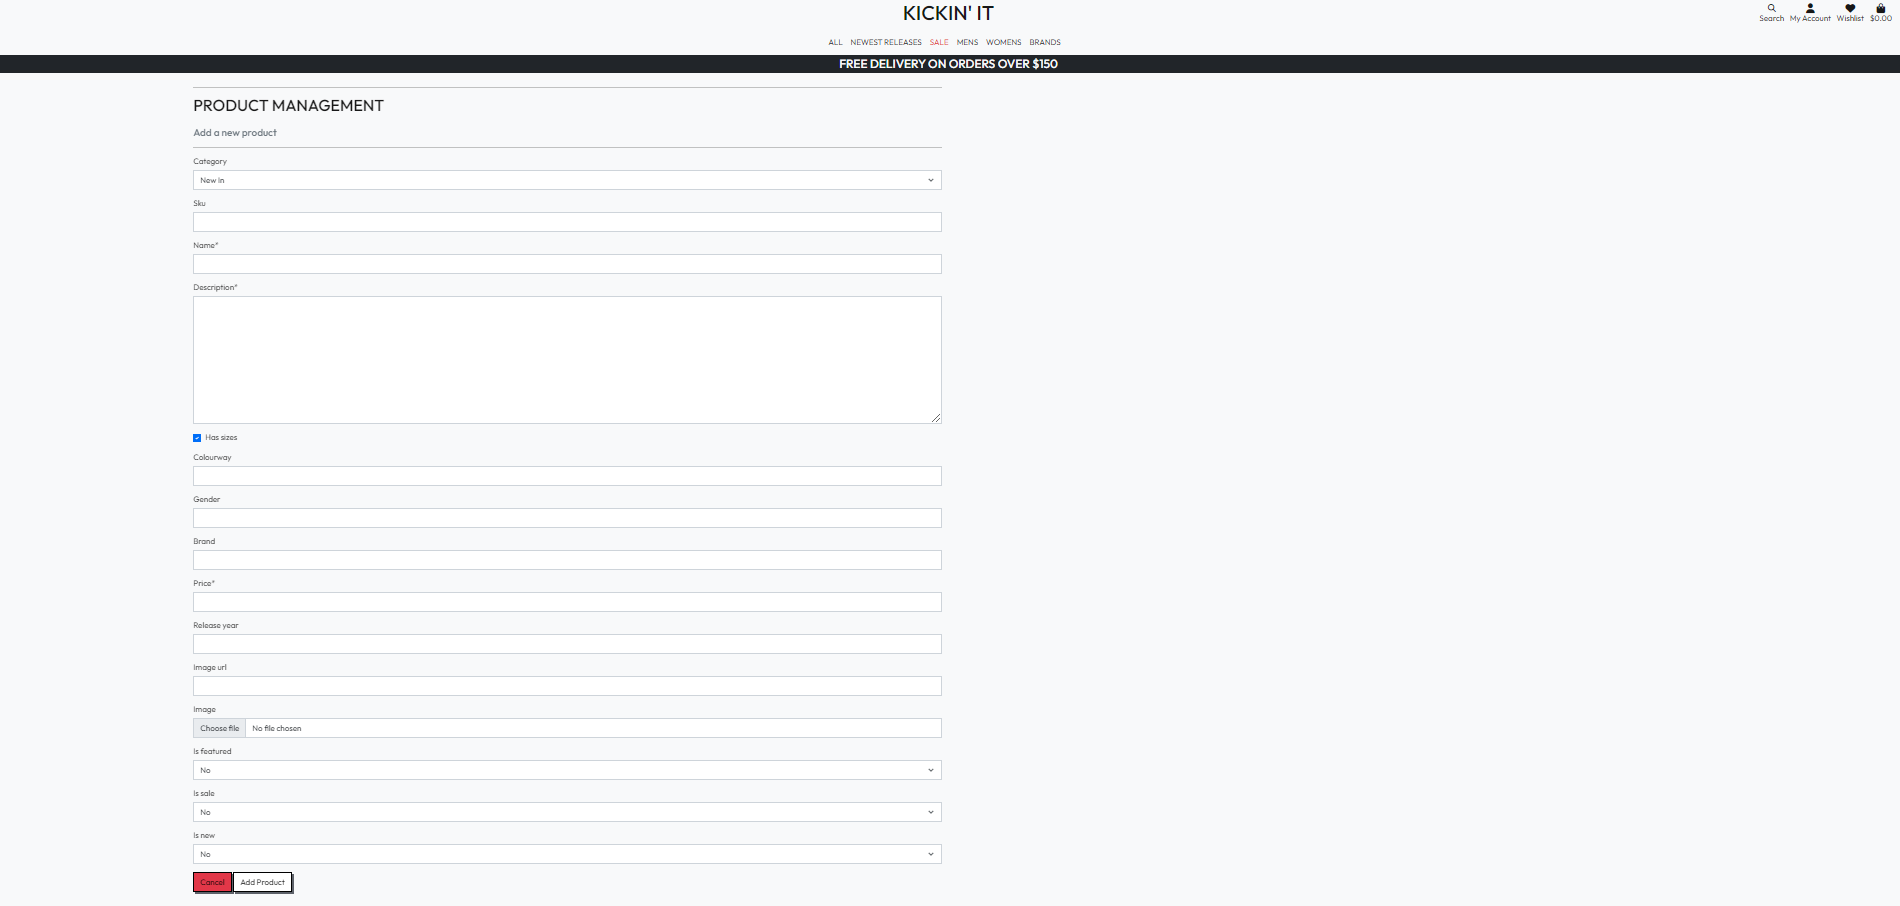 KICKIN' IT
Search My Account Wishlist $0.00
ALL NEWEST RELEASES SALE MENS WOMENS BRANDS
FREE DELIVERY ON ORDERS OVER $150
PRODUCT MANAGEMENT
Add a new product
Category
New In
Sku
Name*
Description*
Has sizes
Colourway
Gender
Brand
Price*
Release year
Image url
Image
Choose file No file chosen
Is featured
No
Is sale
No
Is new
No
Cancel Add Product